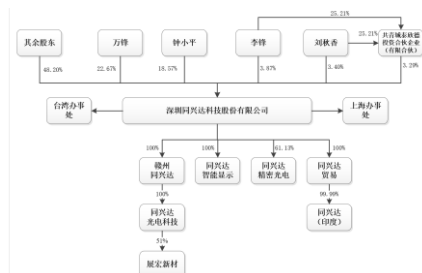 25.21%
其余股东
万锋
钟小平
李锋
刘秋香
25.21%
共青城泰欣德
投资合伙企业
(有限合伙)
48.20%
22.67%
18.57%
3.87%
3.40%
3.29%
台湾办事
处
深圳同兴达科技股份有限公司
上海办事
处
100%
100%
61.13%
100%
赣州
同兴达
同兴达
智能显示
同兴达
精密光电
同兴达
贸易
100%
99.99%
同兴达
光电科技
同兴达
(印度)
51%
展宏新材